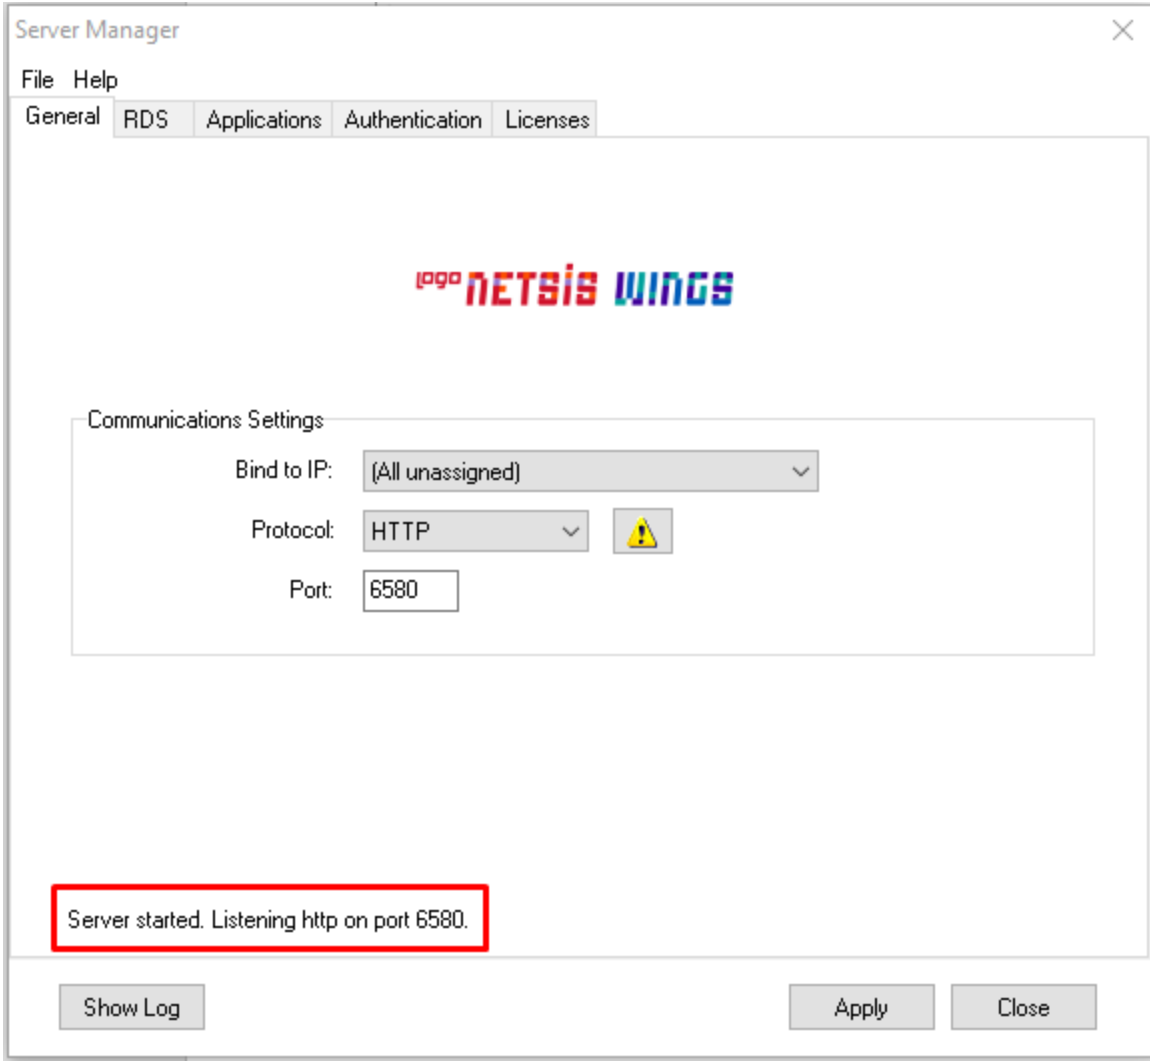 Server Manager
File Help
General RDS Applications Authentication Licenses
logo NETSİS WINGS
Communications Settings
Bind to IP: (All unassigned)
Protocol: HTTP
Port: 6580
Server started. Listening http on port 6580.
Show Log Apply Close